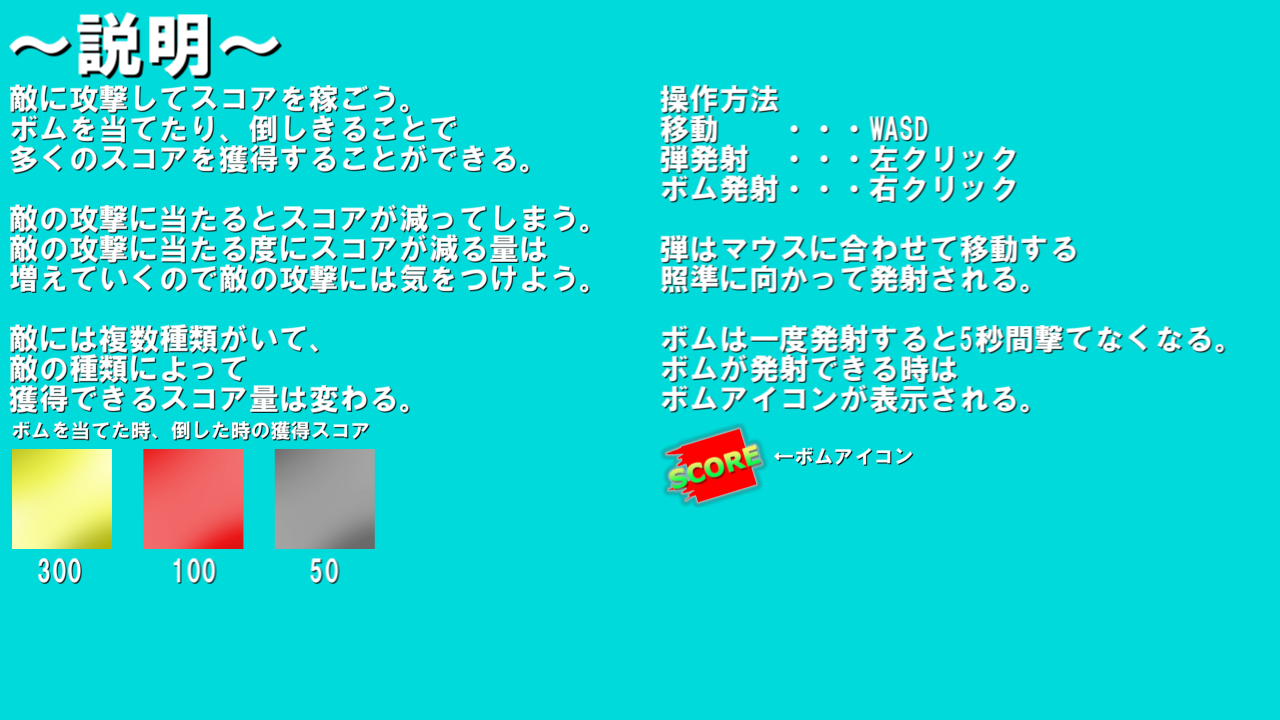 ～説明～
敵に攻撃してスコアを稼ごう。
ボムを当てたり、倒しきることで
多くのスコアを獲得することができる。
敵の攻撃に当たるとスコアが減ってしまう。
敵の攻撃に当たる度にスコアが減る量は
増えていくので敵の攻撃には気をつけよう。
敵には複数種類がいて、
敵の種類によって
獲得できるスコア量は変わる。
ボムを当てた時、倒した時の獲得スコア
300
100
50
操作方法
移動　　・・・WASD
弾発射　・・・左クリック
ボム発射・・・右クリック
弾はマウスに合わせて移動する
照準に向かって発射される。
ボムは一度発射すると5秒間撃てなくなる。
ボムが発射できる時は
ボムアイコンが表示される。
SCORE
←ボムアイコン